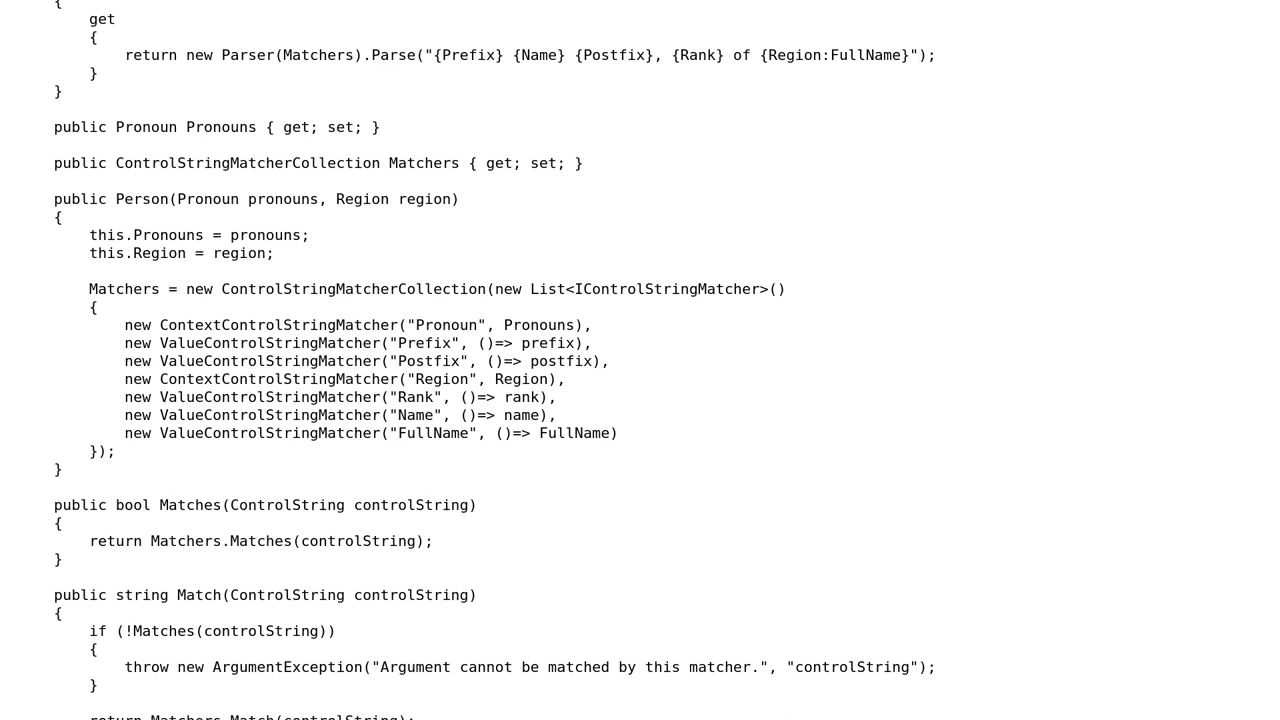 {
get
{
return new Parser(Matchers).Parse("{Prefix} {Name} {Postfix}, {Rank} of {Region:FullName}");
}
}
public Pronoun Pronouns { get; set; }
public ControlStringMatcherCollection Matchers { get; set; }
public Person(Pronoun pronouns, Region region)
{
this.Pronouns = pronouns;
this.Region = region;
Matchers = new ControlStringMatcherCollection(new List<IControlStringMatcher>()
{
new ContextControlStringMatcher("Pronoun", Pronouns),
new ValueControlStringMatcher("Prefix", ()=> prefix),
new ValueControlStringMatcher("Postfix", ()=> postfix),
new ContextControlStringMatcher("Region", Region),
new ValueControlStringMatcher("Rank", ()=> rank),
new ValueControlStringMatcher("Name", ()=> name),
new ValueControlStringMatcher("FullName", ()=> FullName)
});
}
public bool Matches(ControlString controlString)
{
return Matchers.Matches(controlString);
}
public string Match(ControlString controlString)
{
if (!Matches(controlString))
{
throw new ArgumentException("Argument cannot be matched by this matcher.", "controlString");
}
return Matchers.Match(controlString);